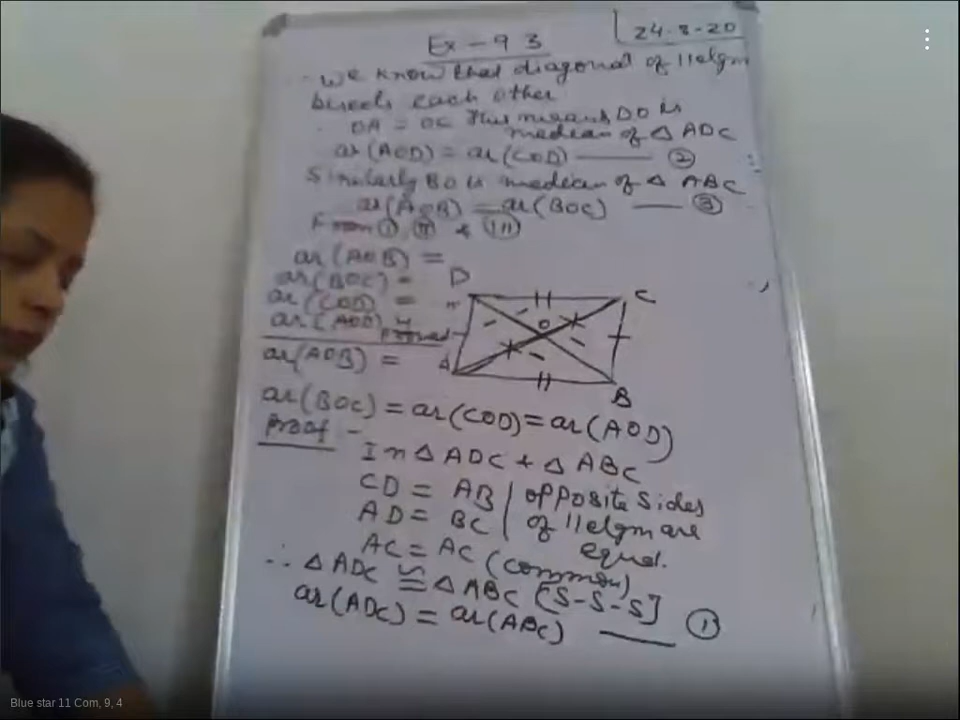 Ex - 9 3
24-8-20
We know that diagonal of ||elgm
bisects each other
OA = OC This means DO is
median of △ ADC
ar(AOD) = ar(COD) —— ②
Similarly BO is median of △ ABC
ar(AOB) = ar(BOC) —— ③
From Ⓘ, Ⓘⓘ & (III)
ar(AOB) =
ar(BOC) =
ar(COD) =
ar(AOD)
Proved
D
C
O
A
B
ar(AOB) =
ar(BOC) = ar(COD) = ar(AOD)
Proof -
In △ ADC + △ ABC
CD = AB | opposite sides
AD = BC | of ||elgm are
equal.
AC = AC (common)
∴ △ ADC ≅ △ ABC [S-S-S]
ar(ADC) = ar(ABC) —— ①
Blue star 11 Com, 9, 4